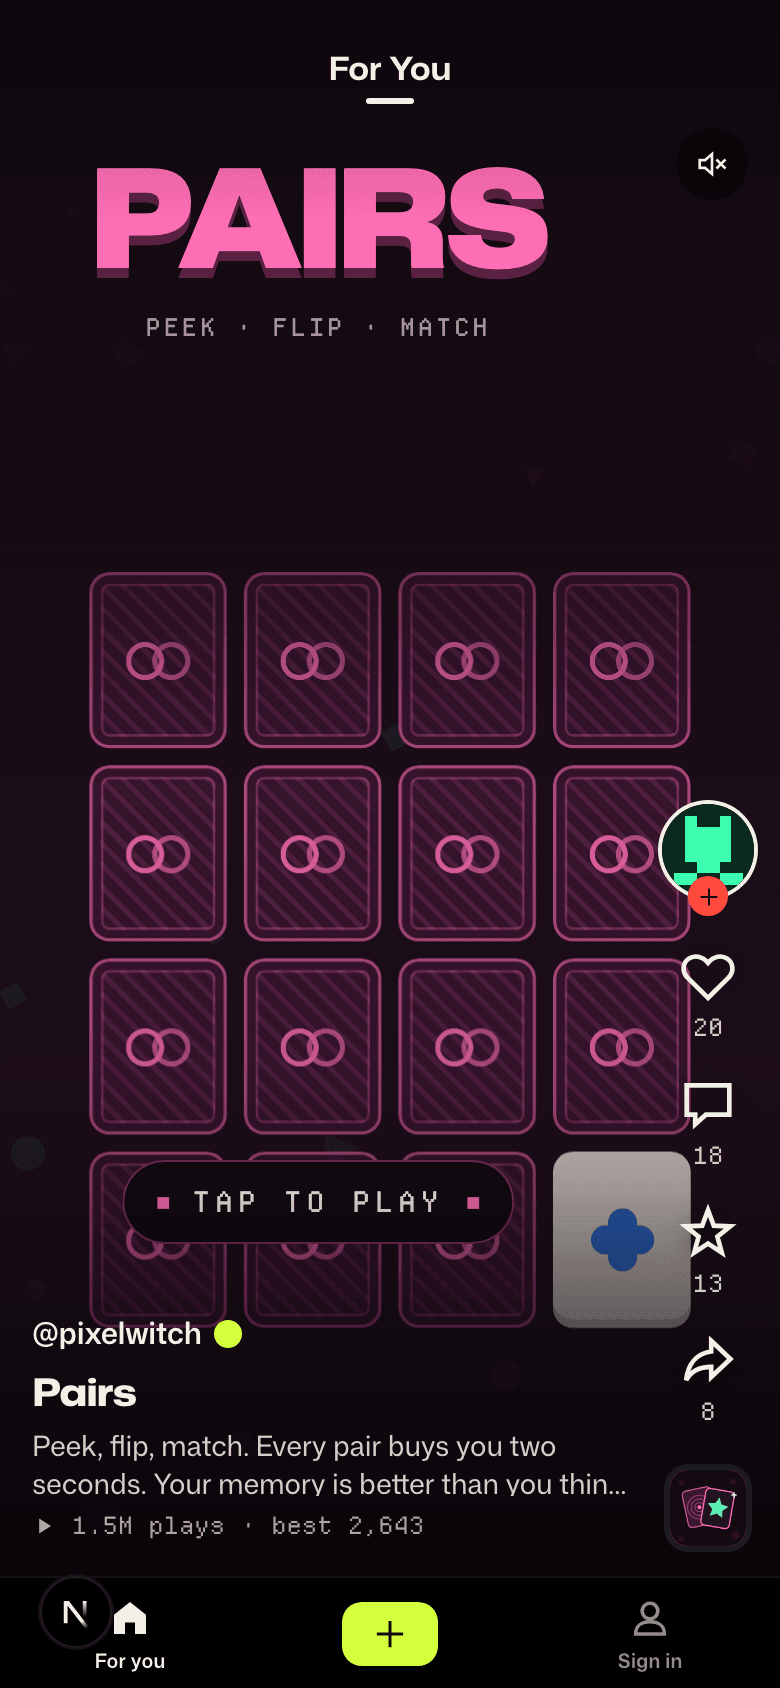 For You
PAIRS
PEEK · FLIP · MATCH
20
18
TAP TO PLAY
13
@pixelwitch
Pairs
8
Peek, flip, match. Every pair buys you two
seconds. Your memory is better than you thin...
1.5M plays · best 2,643
N
For you
Sign in